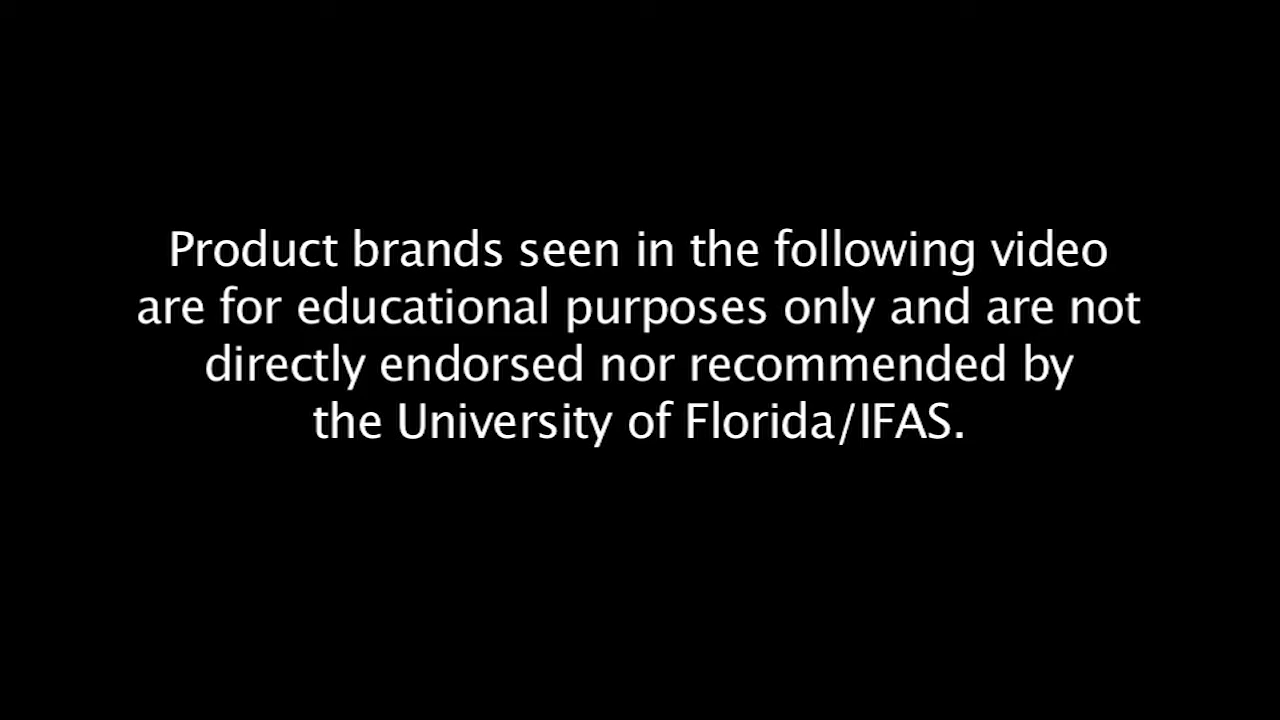 Product brands seen in the following video
are for educational purposes only and are not
directly endorsed nor recommended by
the University of Florida/IFAS.